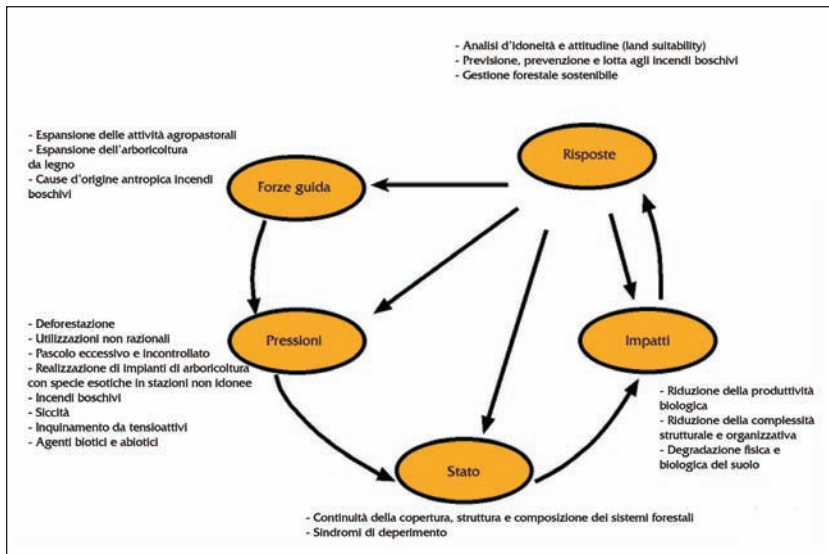 - Analisi d'idoneità e attitudine (land suitability)
- Previsione, prevenzione e lotta agli incendi boschivi
- Gestione forestale sostenibile
- Espansione delle attività agropastorali
- Espansione dell'arboricoltura
da legno
- Cause d'origine antropica incendi
boschivi
Risposte
Forze guida
- Deforestazione
- Utilizzazioni non razionali
- Pascolo eccessivo e incontrollato
- Realizzazione di impianti di arboricoltura
con specie esotiche in stazioni non idonee
- Incendi boschivi
- Siccità
- Inquinamento da tensioattivi
- Agenti biotici e abiotici
Pressioni
Impatti
- Riduzione della produttività
biologica
- Riduzione della complessità
strutturale e organizzativa
- Degradazione fisica e
biologica del suolo
Stato
- Continuità della copertura, struttura e composizione dei sistemi forestali
- Sindromi di deperimento